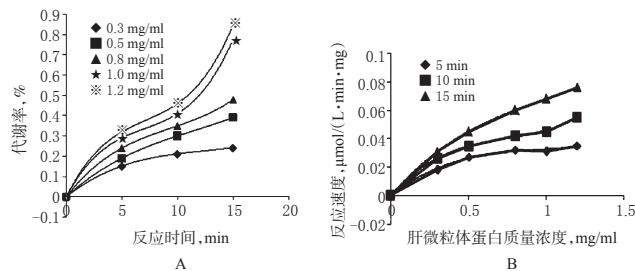 0.9
0.8
0.7
0.6
0.5
0.4
0.3
0.2
0.1
0
−0.1
代谢率,%
0.3 mg/ml
0.5 mg/ml
0.8 mg/ml
1.0 mg/ml
1.2 mg/ml
0 5 10 15 20
反应时间,min
A
0.1
0.08
0.06
0.04
0.02
0
−0.02
反应速度,μmol/(L·min·mg)
5 min
10 min
15 min
0 0.5 1 1.5
肝微粒体蛋白质量浓度,mg/ml
B